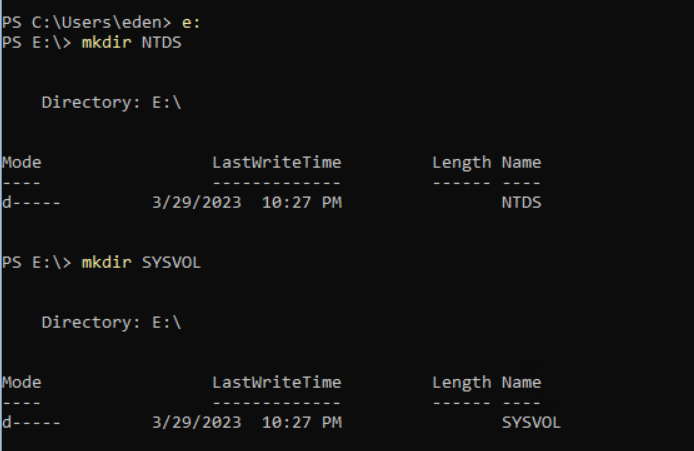 PS C:\Users\eden> e:
PS E:\> mkdir NTDS
    Directory: E:\
Mode                 LastWriteTime         Length Name
----                 -------------         ------ ----
d-----         3/29/2023  10:27 PM                NTDS
PS E:\> mkdir SYSVOL
    Directory: E:\
Mode                 LastWriteTime         Length Name
----                 -------------         ------ ----
d-----         3/29/2023  10:27 PM                SYSVOL